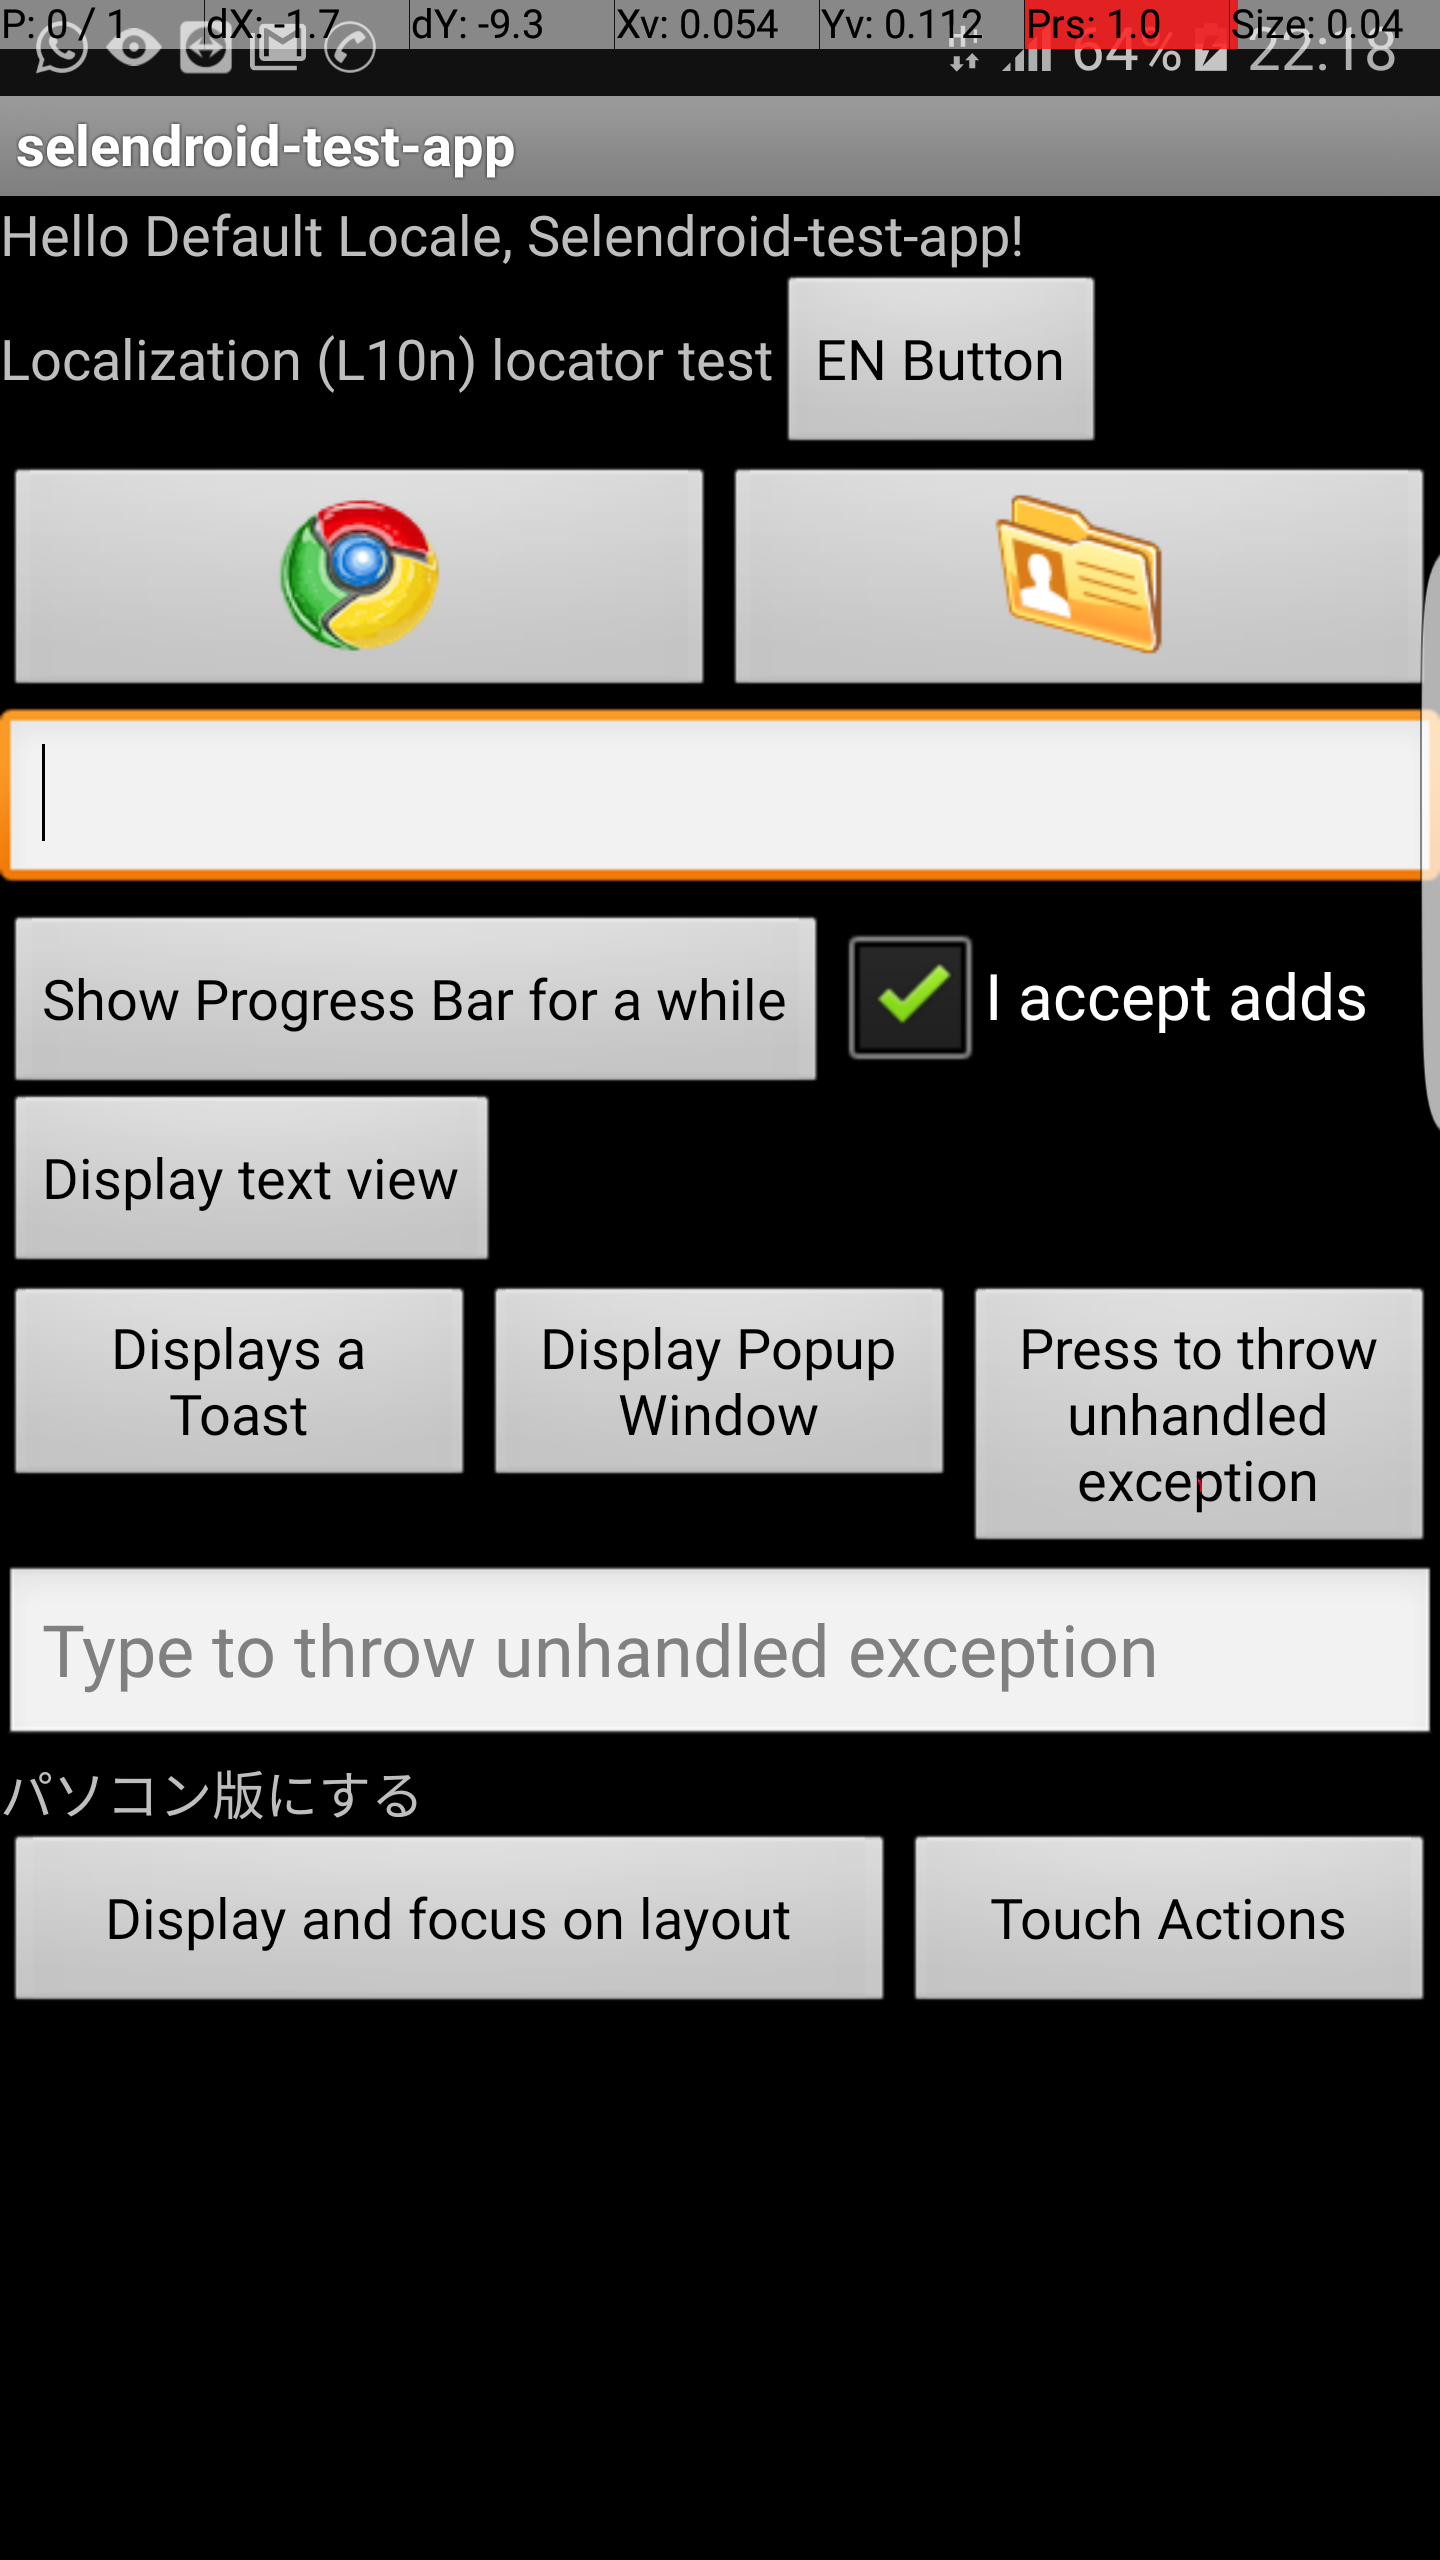 P: 0 / 1 dX: -1.7 dY: -9.3 Xv: 0.054 Yv: 0.112 Prs: 1.0 Size: 0.04
64% 22:18
selendroid-test-app
Hello Default Locale, Selendroid-test-app!
Localization (L10n) locator test EN Button
Show Progress Bar for a while I accept adds
Display text view
Displays a
Toast
Display Popup
Window
Press to throw
unhandled
exception
Type to throw unhandled exception
パソコン版にする
Display and focus on layout Touch Actions